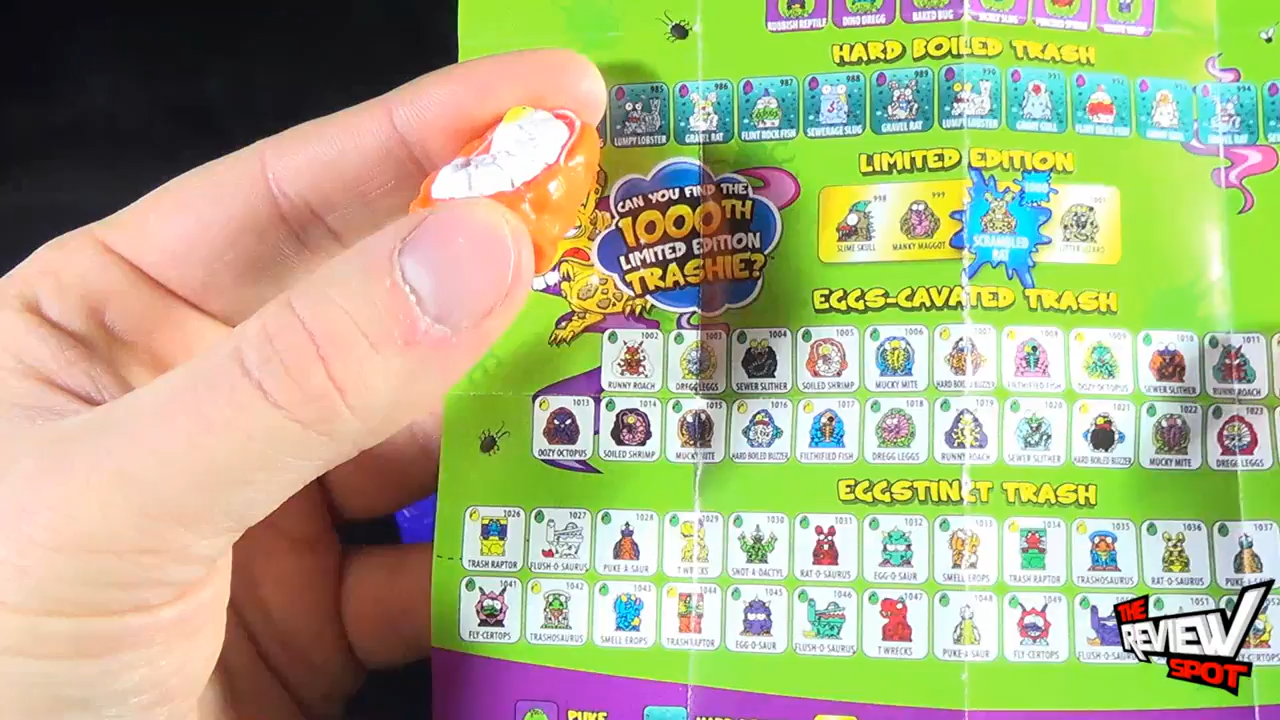 RUBBISH REPTILE DINO DREGG BAKED BUG
HARD BOILED TRASH
985 986 987 988 989 990 991 992 993 994
LUMPY LOBSTER GRAVEL RAT FLINT ROCK FISH SEWERAGE SLUG GRAVEL RAT LUMPY LOBSTER GIANT GULL FLINT ROCK FISH
LIMITED EDITION
CAN YOU FIND THE
1000TH
LIMITED EDITION
TRASHIE?
998 999 1000 1001
SLIME SKULL MANKY MAGGOT SCRAMBLED RAT LITTER LIZARD
EGGS-CAVATED TRASH
1002 1003 1004 1005 1006 1007 1008 1009 1010 1011
RUNNY ROACH DREGG LEGGS SEWER SLITHER SOILED SHRIMP MUCKY MITE HARD BOILED BUZZER FILTHIFIED FISH DOZY OCTOPUS SEWER SLITHER RUNNY ROACH
1013 1014 1015 1016 1017 1018 1019 1020 1021 1022 1023
DOZY OCTOPUS SOILED SHRIMP MUCKY MITE HARD BOILED BUZZER FILTHIFIED FISH DREGG LEGGS RUNNY ROACH SEWER SLITHER HARD BOILED BUZZER MUCKY MITE DREGG LEGGS
EGGSTINCT TRASH
1026 1027 1028 1029 1030 1031 1032 1033 1034 1035 1036 1037
TRASH RAPTOR FLUSH-O-SAURUS PUKE-A-SAUR T WRECKS SNOT-A-DACTYL RAT-O-SAURUS EGG-O-SAUR SMELL EROPS TRASH RAPTOR TRASHOSAURUS RAT-O-SAURUS PUKE-A
1041 1042 1043 1044 1045 1046 1047 1048 1049
FLY-CERTOPS TRASHOSAURUS SMELL EROPS TRASH RAPTOR EGG-O-SAUR FLUSH-O-SAURUS T WRECKS PUKE-A-SAUR FLY-CERTOPS
THE
REVIEW
SPOT
PUKE